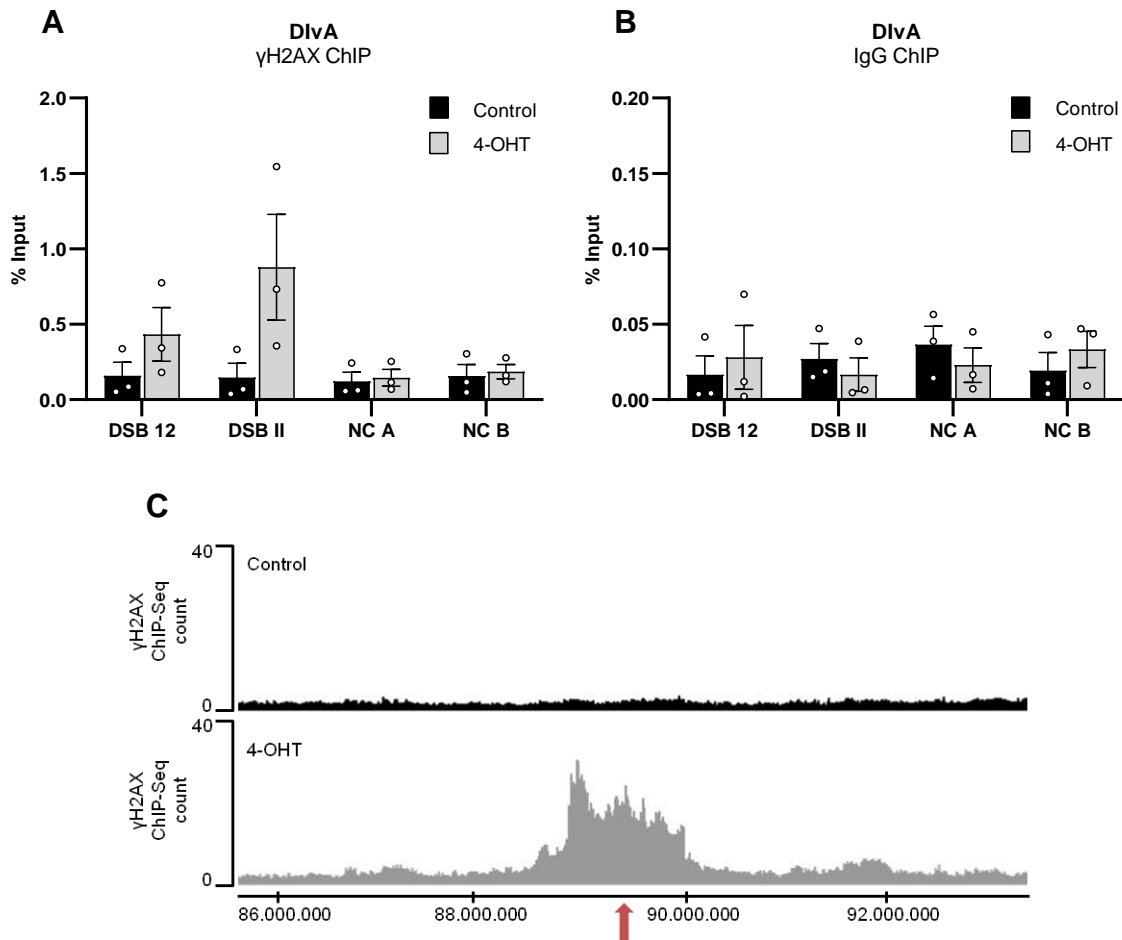 A
DIvA
γH2AX ChIP
% Input
2.0
1.5
1.0
0.5
0.0
Control
4-OHT
DSB 12
DSB II
NC A
NC B
B
DIvA
IgG ChIP
% Input
0.20
0.15
0.10
0.05
0.00
Control
4-OHT
DSB 12
DSB II
NC A
NC B
C
γH2AX
ChIP-Seq
count
40
0
Control
γH2AX
ChIP-Seq
count
40
0
4-OHT
86.000.000
88.000.000
90.000.000
92.000.000